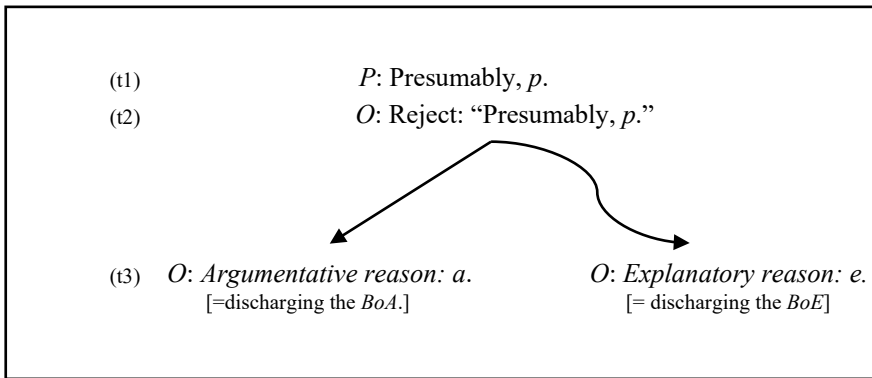 (t1) P: Presumably, p.
(t2) O: Reject: “Presumably, p.”
(t3) O: Argumentative reason: a. O: Explanatory reason: e.
[=discharging the BoA.] [= discharging the BoE]